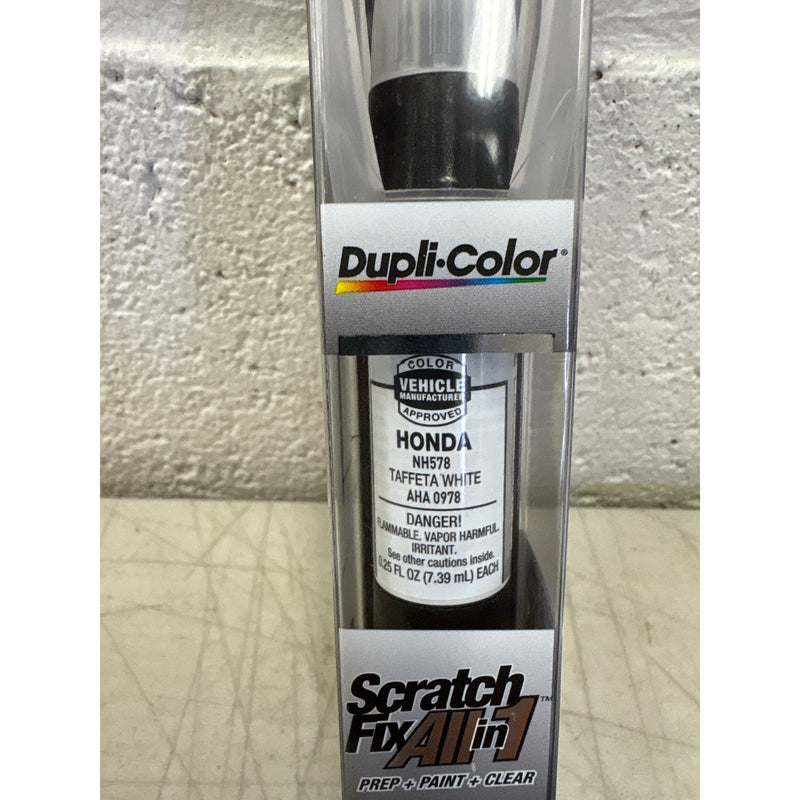 Dupli•Color®
COLOR
VEHICLE
MANUFACTURER
APPROVED
HONDA
NH578
TAFFETA WHITE
AHA 0978
DANGER!
FLAMMABLE. VAPOR HARMFUL.
IRRITANT.
See other cautions inside.
0.25 FL OZ (7.39 mL) EACH
Scratch
Fix All in 1™
PREP + PAINT + CLEAR